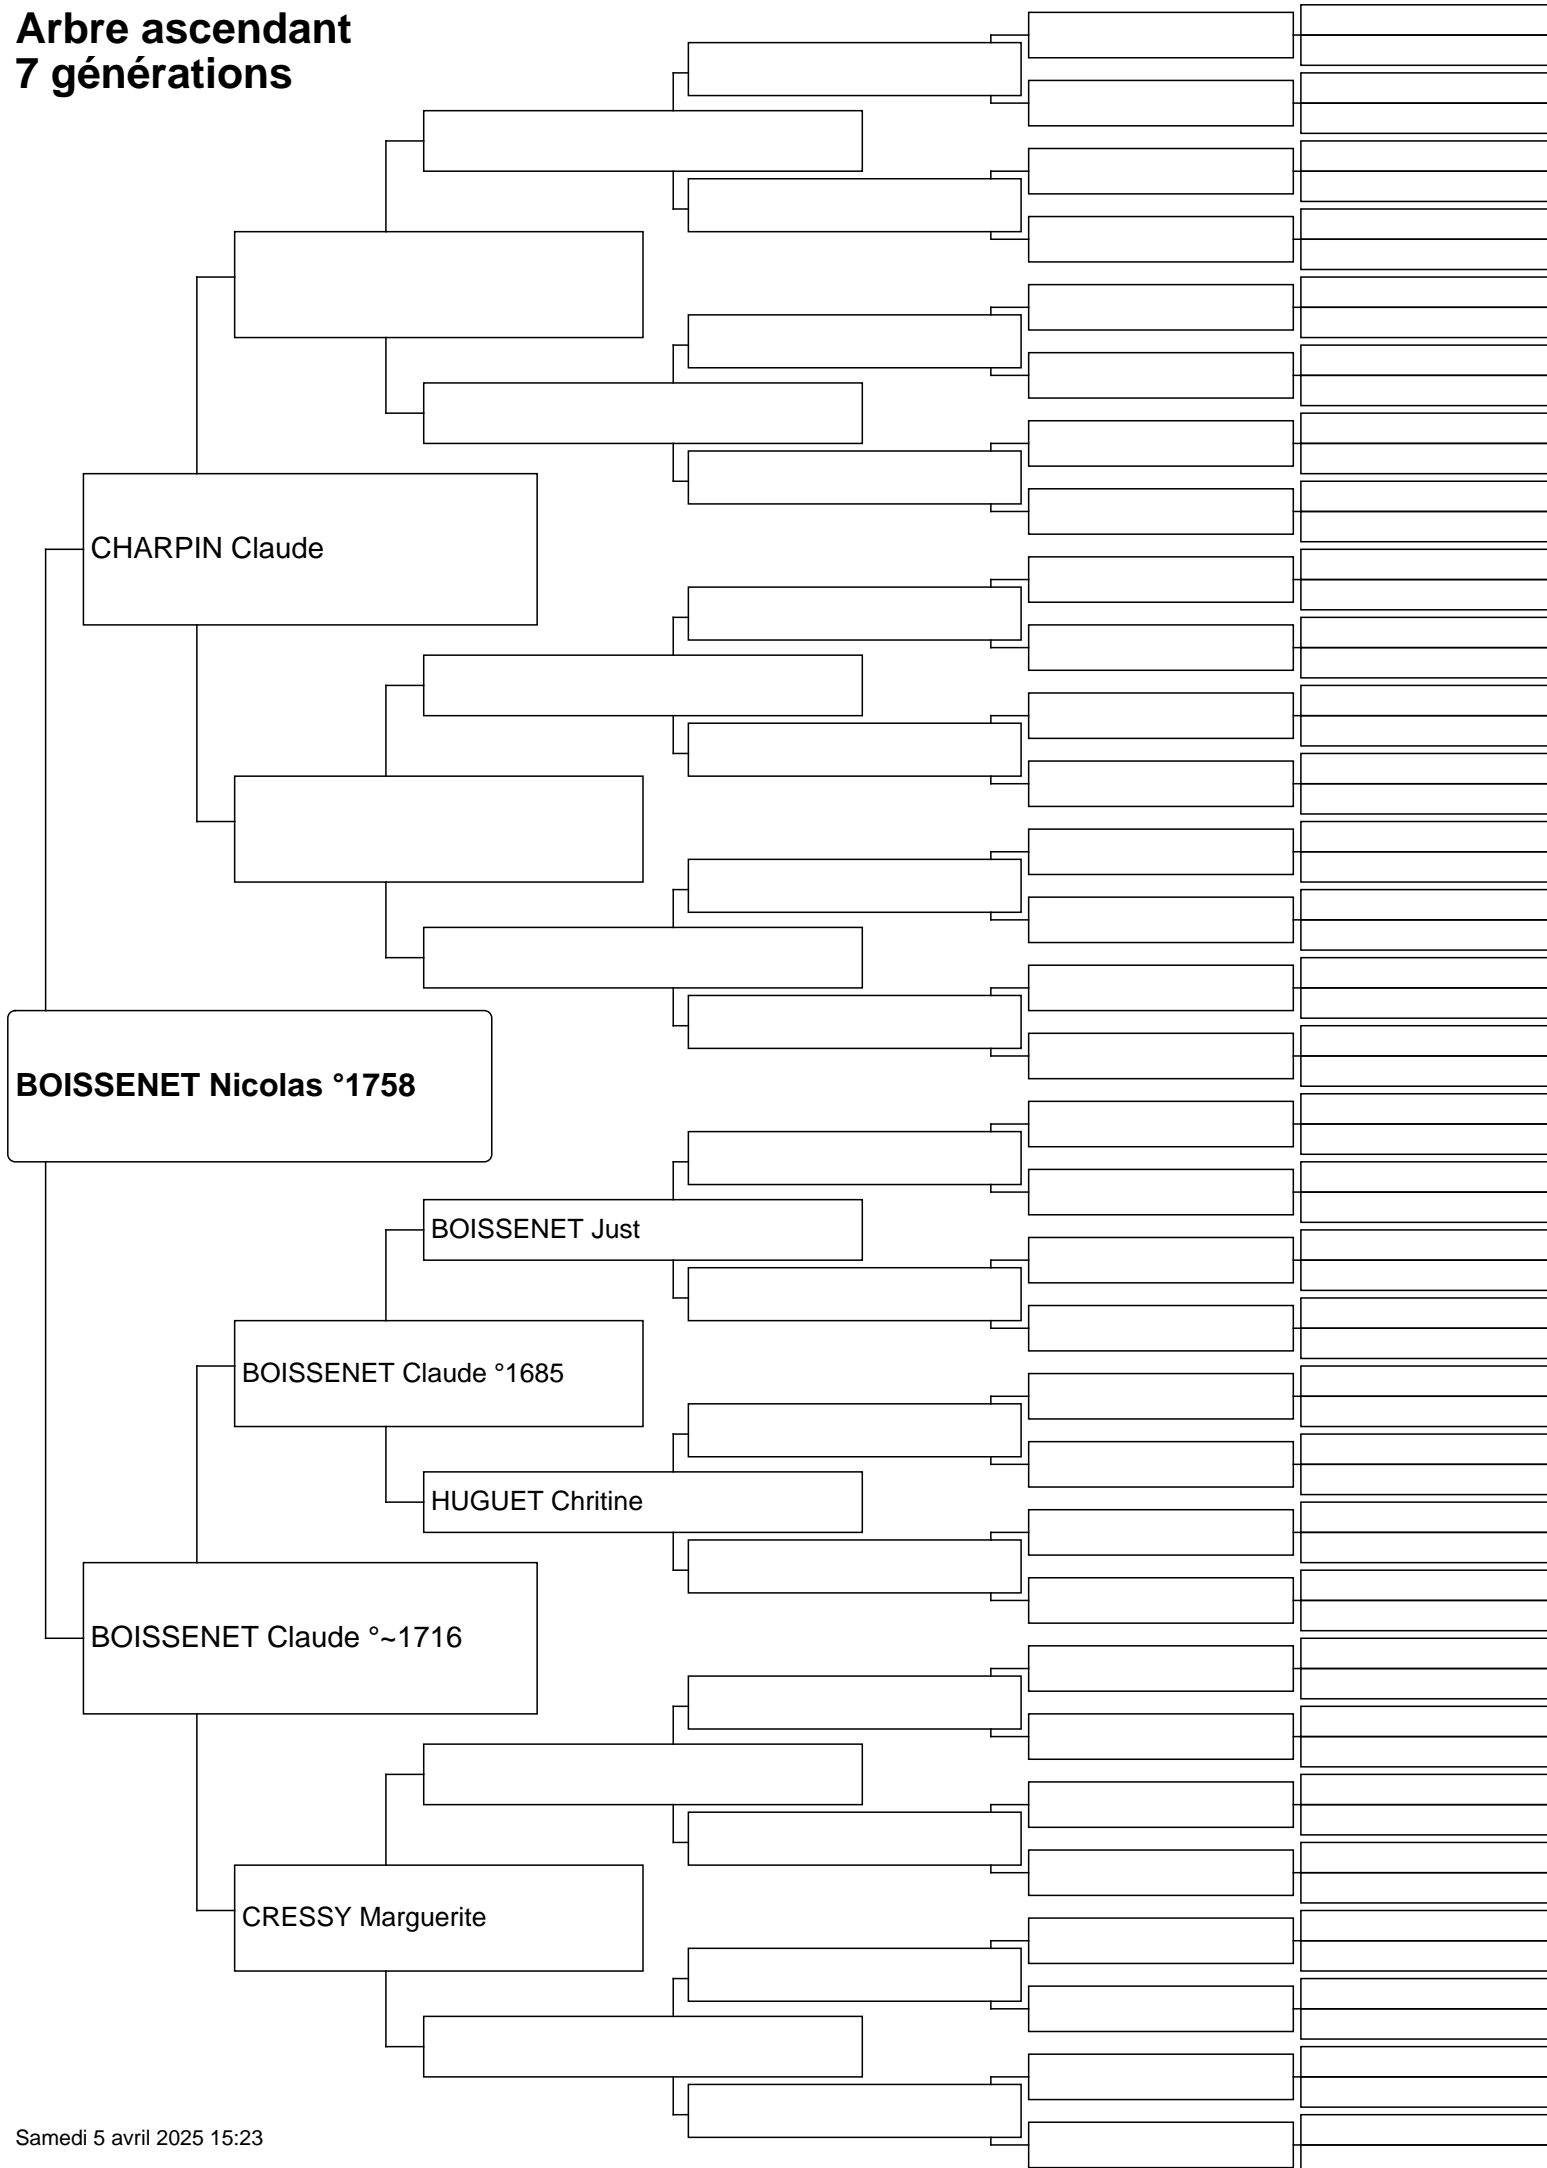 Arbre ascendant
7 générations
CHARPIN Claude
BOISSENET Nicolas °1758
BOISSENET Just
BOISSENET Claude °1685
HUGUET Chritine
BOISSENET Claude °~1716
CRESSY Marguerite
Samedi 5 avril 2025 15:23